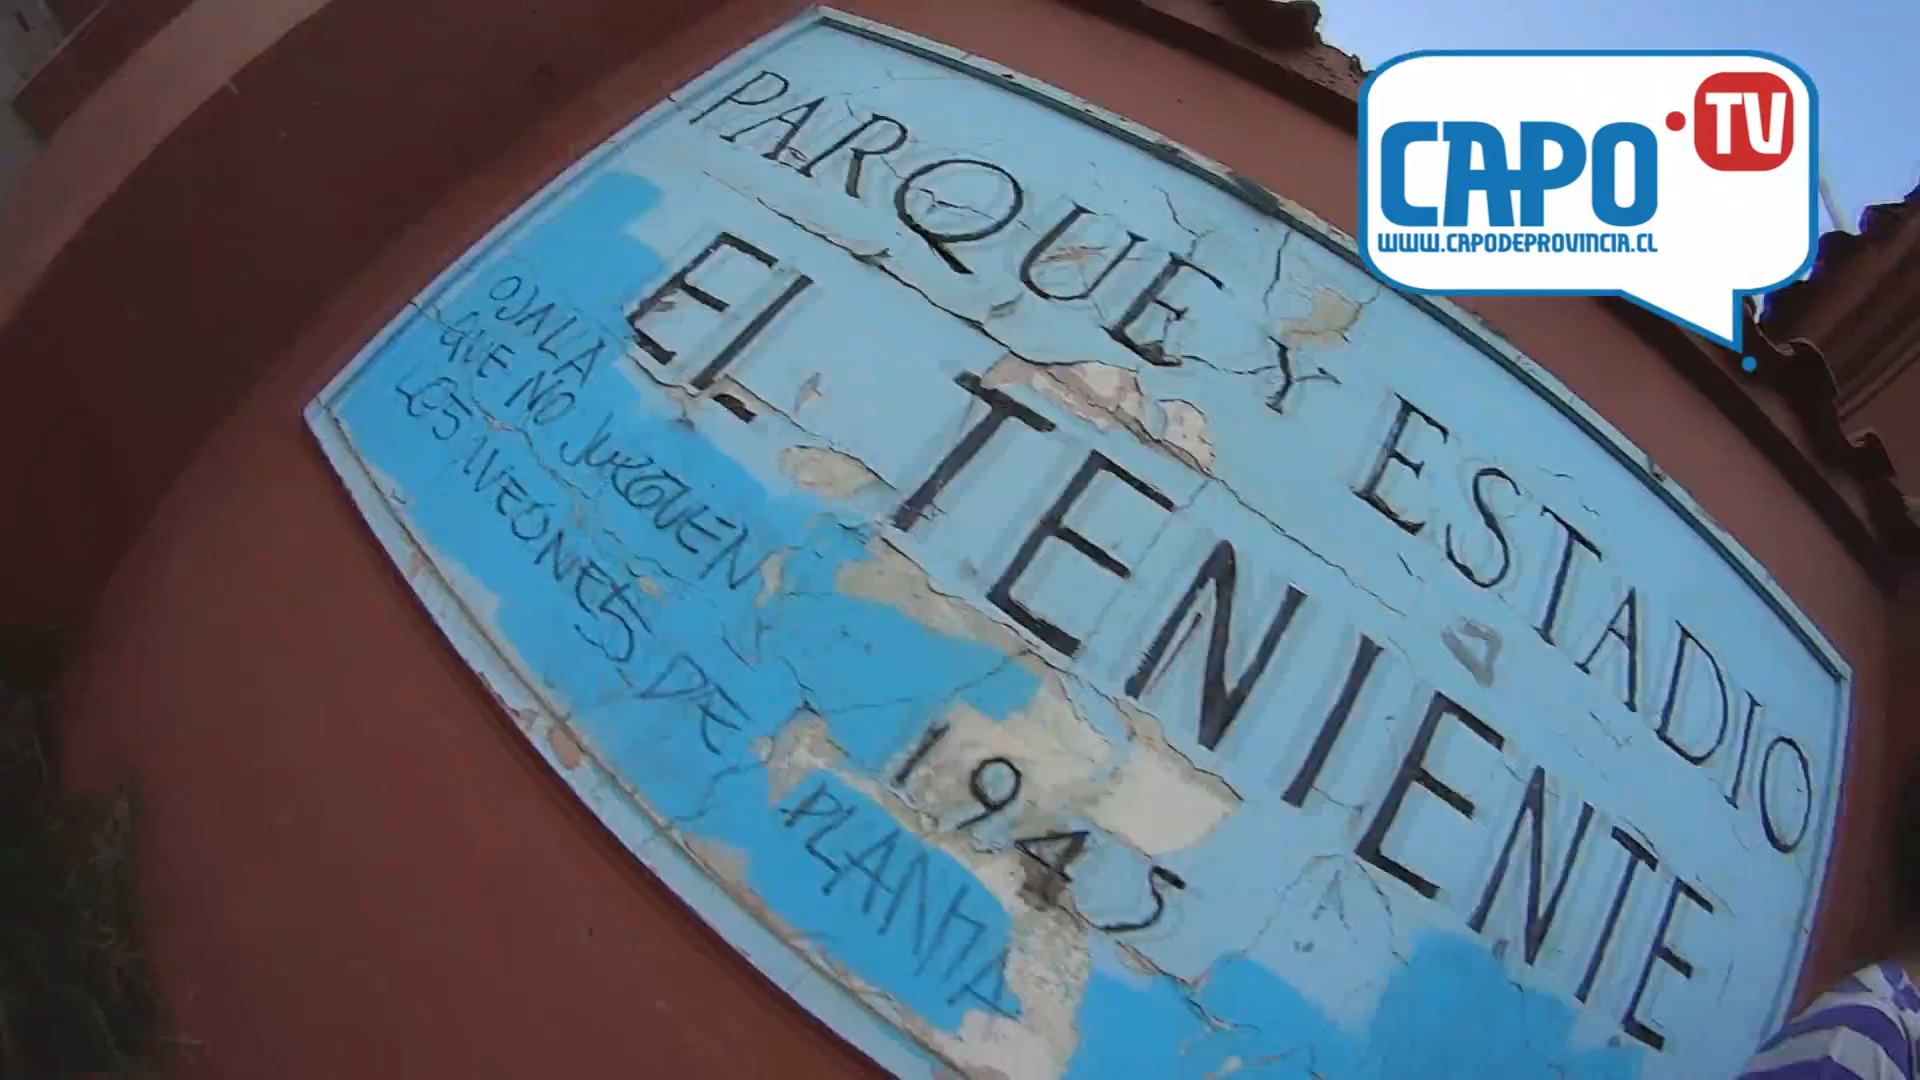 PARQUE Y ESTADIO
EL TENIENTE
1945
OJALA
QUE NO JUEGUEN
LOS WEONES
DE
PLANTA
CAPO.TV
WWW.CAPODEPROVINCIA.CL